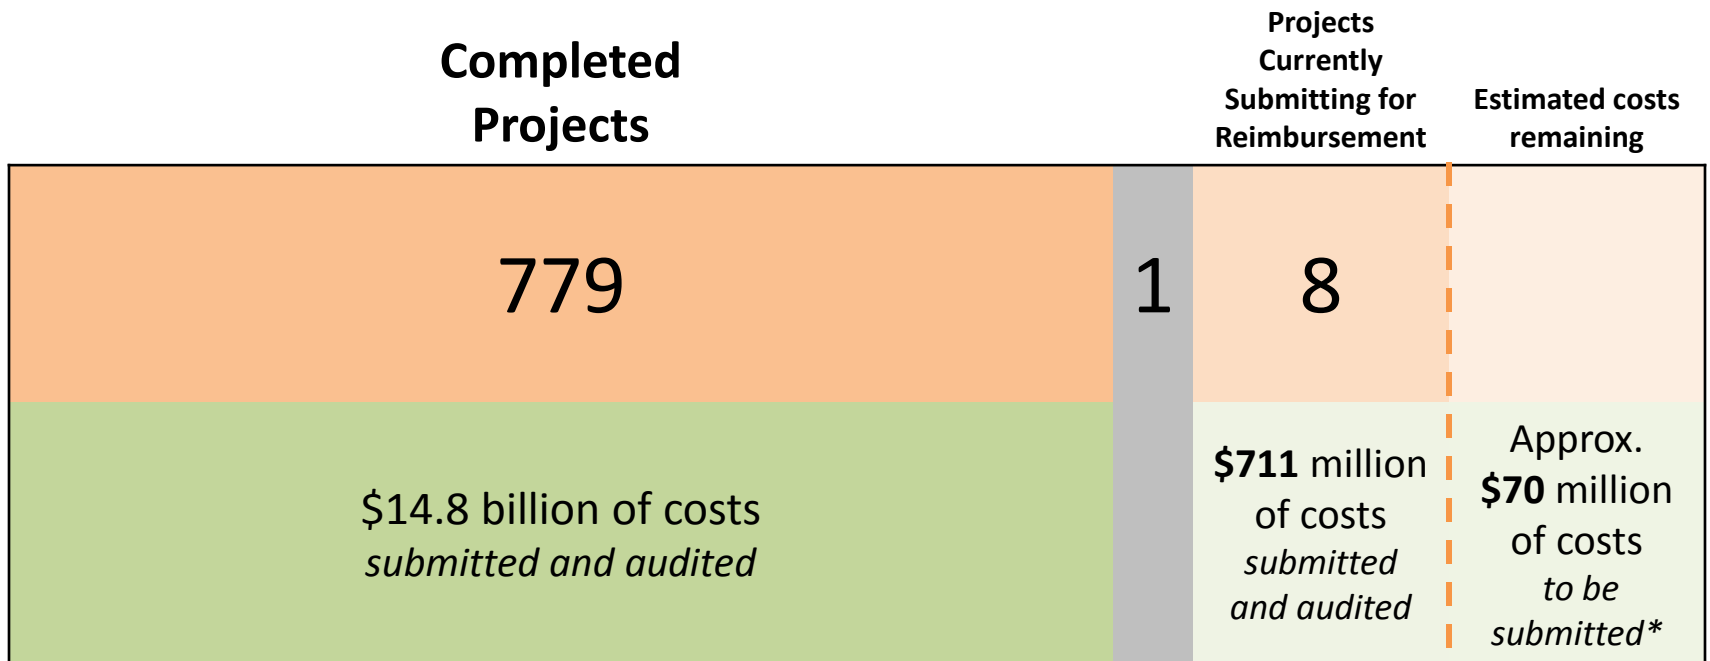 Completed
Projects
Projects
Currently
Submitting for
Reimbursement
Estimated costs
remaining
779
1
8
$14.8 billion of costs
submitted and audited
$711 million
of costs
submitted
and audited
Approx.
$70 million
of costs
to be
submitted*